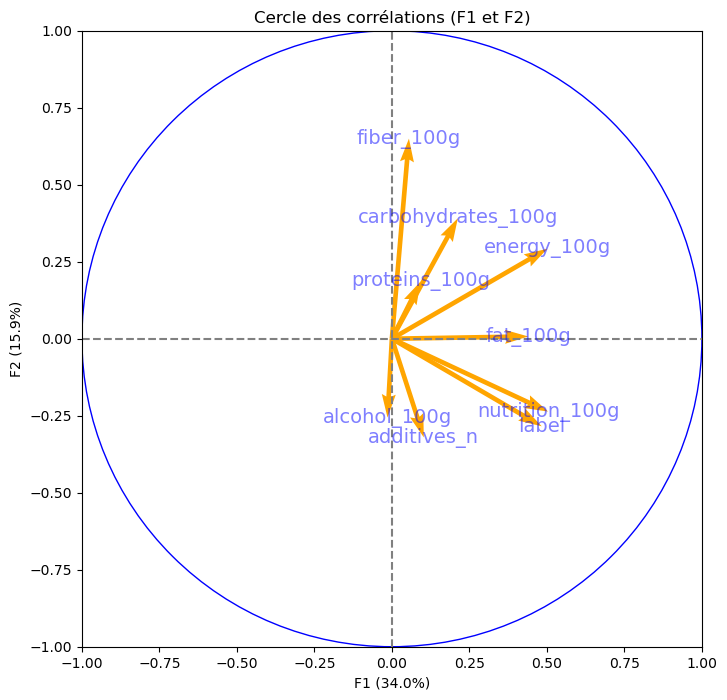 Cercle des corrélations (F1 et F2)
1.00
0.75
0.50
0.25
0.00
−0.25
−0.50
−0.75
−1.00
F2 (15.9%)
fiber_100g
carbohydrates_100g
energy_100g
proteins_100g
fat_100g
nutrition_100g
alcohol_100g
label
additives_n
−1.00 −0.75 −0.50 −0.25 0.00 0.25 0.50 0.75 1.00
F1 (34.0%)